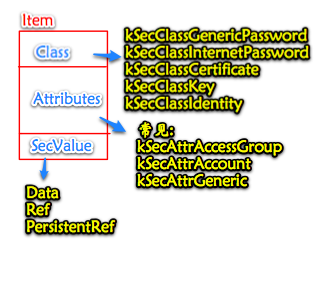 Item
Class
kSecClassGenericPassword
kSecClassInternetPassword
kSecClassCertificate
kSecClassKey
kSecClassIdentity
Attributes
常见:
kSecAttrAccessGroup
kSecAttrAccount
kSecAttrGeneric
SecValue
Data
Ref
PersistentRef